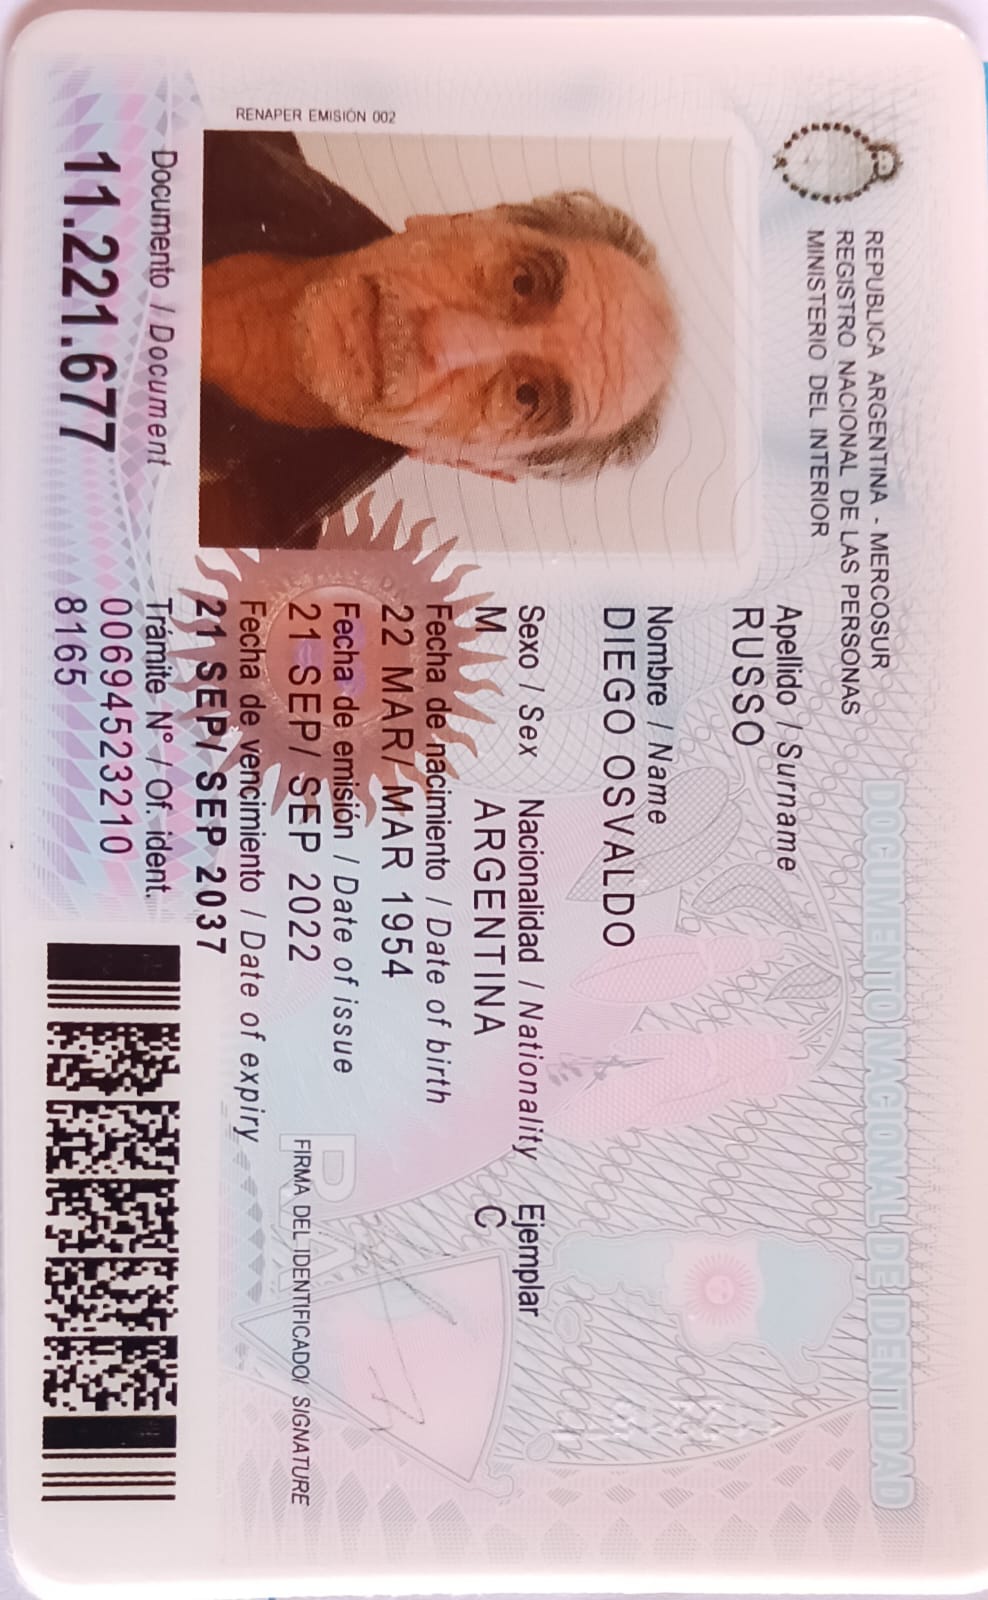 REPUBLICA ARGENTINA - MERCOSUR
REGISTRO NACIONAL DE LAS PERSONAS
MINISTERIO DEL INTERIOR
DOCUMENTO NACIONAL DE IDENTIDAD
RENAPER EMISIÓN 002
Apellido / Surname
RUSSO
Nombre / Name
DIEGO OSVALDO
Sexo / Sex Nacionalidad / Nationality Ejemplar
M ARGENTINA C
Fecha de nacimiento / Date of birth
22 MAR/ MAR 1954
Fecha de emisión / Date of issue
21 SEP/ SEP 2022
Fecha de vencimiento / Date of expiry
21 SEP/ SEP 2037
FIRMA DEL IDENTIFICADO/ SIGNATURE
Documento / Document
11.221.677
Trámite N° / Of. ident.
00694523210
8165